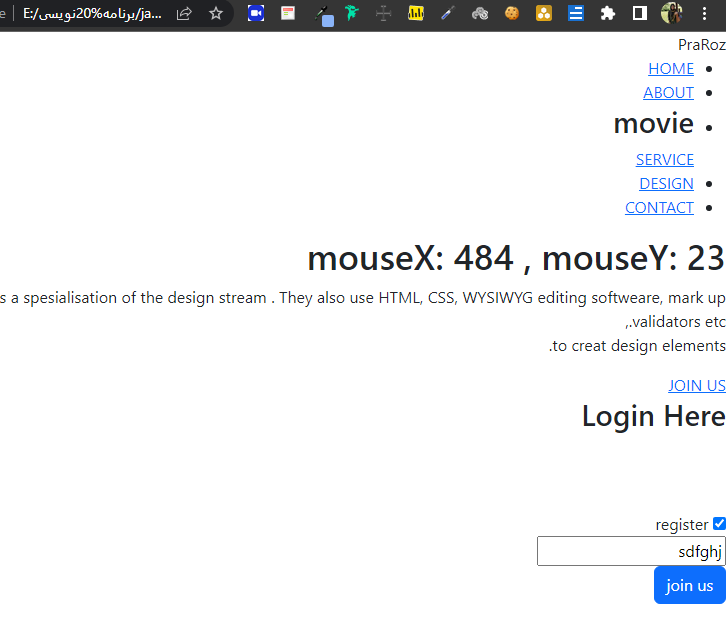 E:/برنامه%20نویسی/ja...
PraRoz
HOME
ABOUT
movie
SERVICE
DESIGN
CONTACT
mouseX: 484 , mouseY: 23
s a spesialisation of the design stream . They also use HTML, CSS, WYSIWYG editing softweare, mark up
,.validators etc
.to creat design elements
JOIN US
Login Here
register
sdfghj
join us